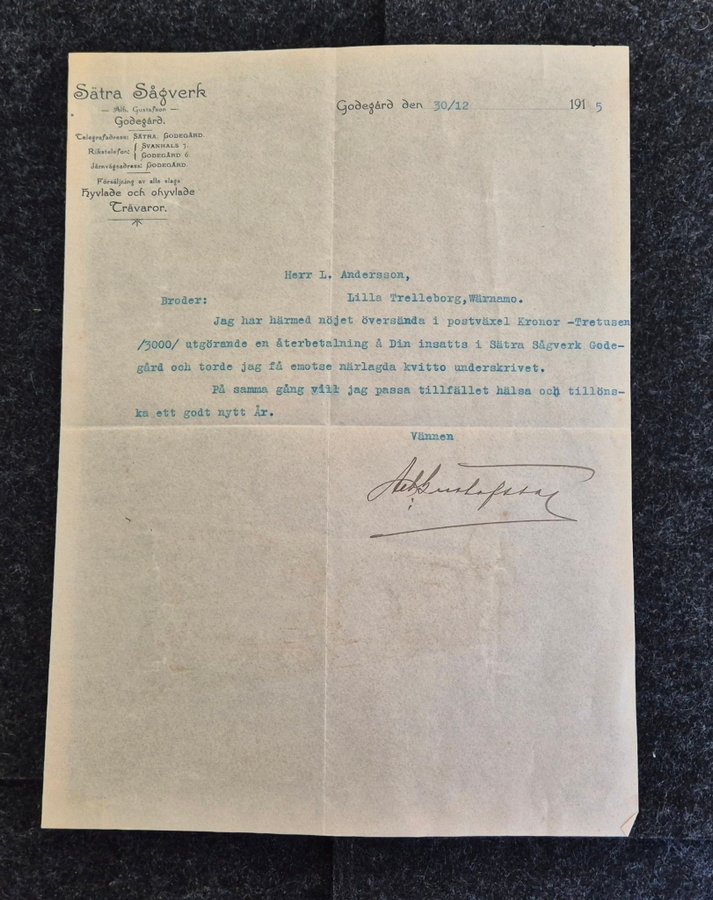 Sätra Sågverk
— Alb. Gustafson —
Godegård.
Telegrafadress: SÄTRA, GODEGÅRD.
Rikstelefon: { SVANHALS 7.
GODEGÅRD 6.
Järnvägsadress: GODEGÅRD.
Försäljning av alla slags
Hyvlade och ohyvlade
Trävaror.
Godegård den 30/12 1915
Herr L. Andersson,
Broder: Lilla Trelleborg,Wärnamo.
Jag har härmed nöjet översända i postväxel Kronor -Tretusen
/3000/ utgörande en återbetalning å Din insatts i Sätra Sågverk Gode-
gård och torde jag få emotse närlagda kvitto underskrivet.
På samma gång vill jag passa tillfället hälsa och tillöns-
ka ett godt nytt År.
Vännen
Alb. Gustafson